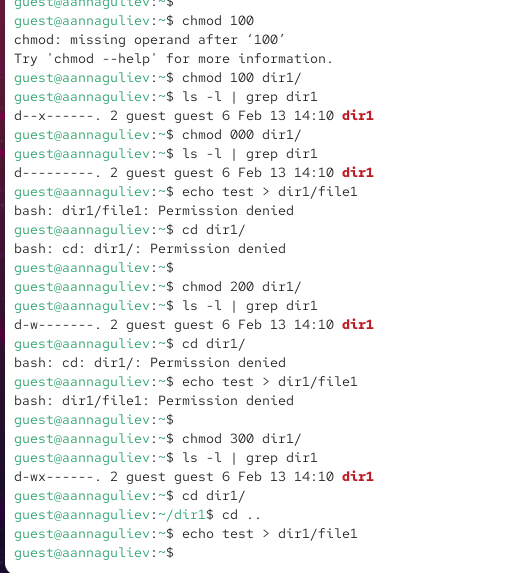 guest@aannaguliev:~$
guest@aannaguliev:~$ chmod 100
chmod: missing operand after ‘100’
Try 'chmod --help' for more information.
guest@aannaguliev:~$ chmod 100 dir1/
guest@aannaguliev:~$ ls -l | grep dir1
d--x------. 2 guest guest 6 Feb 13 14:10 dir1
guest@aannaguliev:~$ chmod 000 dir1/
guest@aannaguliev:~$ ls -l | grep dir1
d---------. 2 guest guest 6 Feb 13 14:10 dir1
guest@aannaguliev:~$ echo test > dir1/file1
bash: dir1/file1: Permission denied
guest@aannaguliev:~$ cd dir1/
bash: cd: dir1/: Permission denied
guest@aannaguliev:~$
guest@aannaguliev:~$ chmod 200 dir1/
guest@aannaguliev:~$ ls -l | grep dir1
d-w-------. 2 guest guest 6 Feb 13 14:10 dir1
guest@aannaguliev:~$ cd dir1/
bash: cd: dir1/: Permission denied
guest@aannaguliev:~$ echo test > dir1/file1
bash: dir1/file1: Permission denied
guest@aannaguliev:~$
guest@aannaguliev:~$ chmod 300 dir1/
guest@aannaguliev:~$ ls -l | grep dir1
d-wx------. 2 guest guest 6 Feb 13 14:10 dir1
guest@aannaguliev:~$ cd dir1/
guest@aannaguliev:~/dir1$ cd ..
guest@aannaguliev:~$ echo test > dir1/file1
guest@aannaguliev:~$